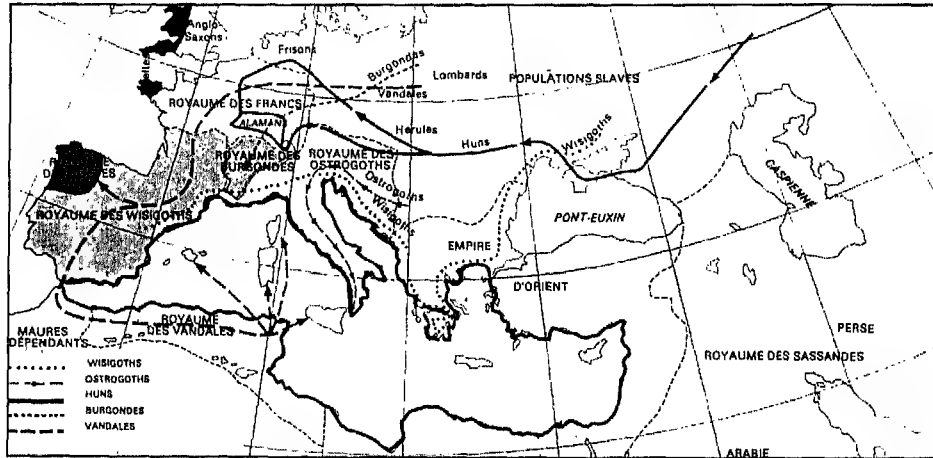 Anglo-
Saxons
Frisons
Burgondes
Lombards
POPULATIONS SLAVES
Vandales
ROYAUME DES FRANCS
ALAMANS
Hérules
Huns
Wisigoths
ROYAUME DES
BURGONDES
ROYAUME DES
OSTROGOTHS
Ostrogoths
Wisigoths
CASPIENNE
ROYAUME DES WISIGOTHS
PONT-EUXIN
EMPIRE
D'ORIENT
ROYAUME
DES VANDALES
MAURES
DÉPENDANTS
PERSE
ROYAUME DES SASSANDES
WISIGOTHS
OSTROGOTHS
HUNS
BURGONDES
VANDALES
ARABIE